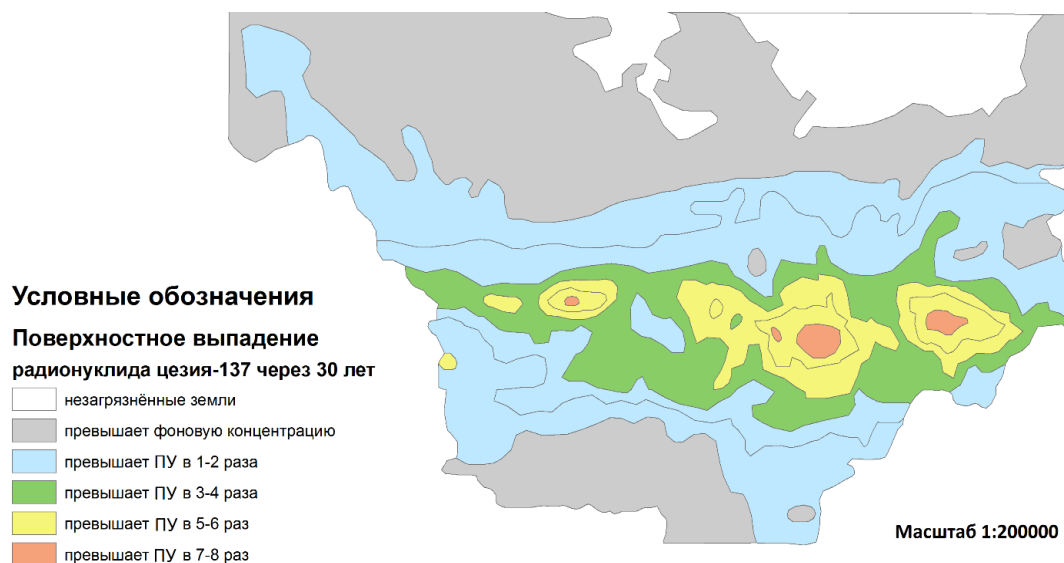 Условные обозначения
Поверхностное выпадение
радионуклида цезия-137 через 30 лет
незагрязнённые земли
превышает фоновую концентрацию
превышает ПУ в 1-2 раза
превышает ПУ в 3-4 раза
превышает ПУ в 5-6 раз
превышает ПУ в 7-8 раз
Масштаб 1:200000